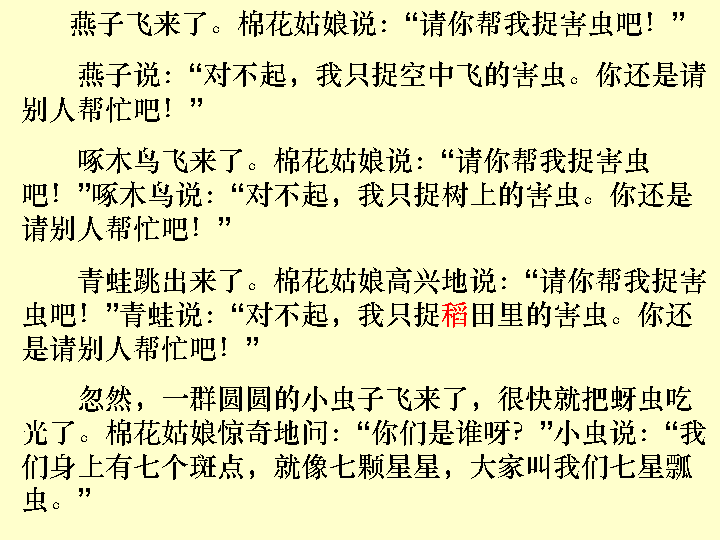 燕子飞来了。棉花姑娘说：“请你帮我捉害虫吧！”
燕子说：“对不起，我只捉空中飞的害虫。你还是请
别人帮忙吧！”
啄木鸟飞来了。棉花姑娘说：“请你帮我捉害虫
吧！”啄木鸟说：“对不起，我只捉树上的害虫。你还是
请别人帮忙吧！”
青蛙跳出来了。棉花姑娘高兴地说：“请你帮我捉害
虫吧！”青蛙说：“对不起，我只捉稻田里的害虫。你还
是请别人帮忙吧！”
忽然，一群圆圆的小虫子飞来了，很快就把蚜虫吃
光了。棉花姑娘惊奇地问：“你们是谁呀？”小虫说：“我
们身上有七个斑点，就像七颗星星，大家叫我们七星瓢
虫。”